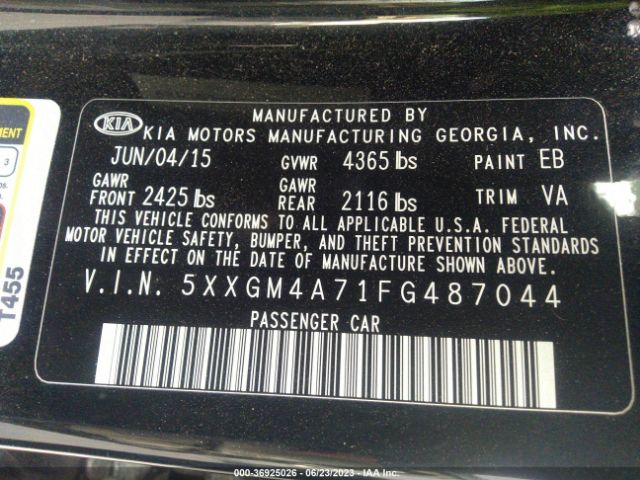 MANUFACTURED BY
KIA KIA MOTORS MANUFACTURING GEORGIA, INC.
JUN/04/15 GVWR 4365 lbs PAINT EB
GAWR FRONT 2425 lbs GAWR REAR 2116 lbs TRIM VA
THIS VEHICLE CONFORMS TO ALL APPLICABLE U.S.A. FEDERAL
MOTOR VEHICLE SAFETY, BUMPER, AND THEFT PREVENTION STANDARDS
IN EFFECT ON THE DATE OF MANUFACTURE SHOWN ABOVE.
V.I.N. 5XXGM4A71FG487044
PASSENGER CAR
3
T455
000-36925026 - 06/23/2023 - IAA Inc.